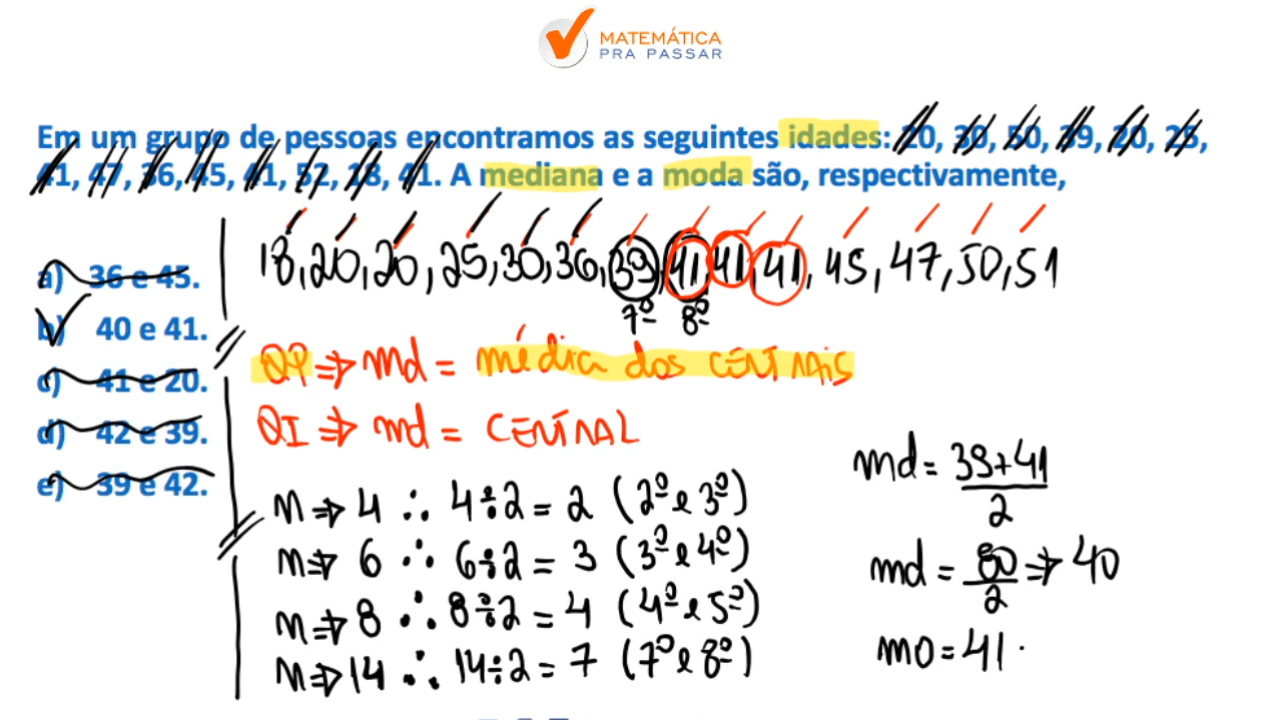 MATEMÁTICA
PRA PASSAR
Em um grupo de pessoas encontramos as seguintes idades: 20, 30, 50, 39, 20, 25,
41, 47, 36, 45, 41, 52, 18, 41. A mediana e a moda são, respectivamente,
18, 20, 20, 25, 30, 36, 39, 41, 41, 41, 45, 47, 50, 51
7º 8º
a) 36 e 45.
b) 40 e 41.
c) 41 e 20.
d) 42 e 39.
e) 39 e 42.
QP => md = média dos CENTRAIS
QI => md = CENTRAL
n => 4 ∴ 4÷2 = 2 (2º e 3º)
n => 6 ∴ 6÷2 = 3 (3º e 4º)
n => 8 ∴ 8÷2 = 4 (4º e 5º)
n => 14 ∴ 14÷2 = 7 (7º e 8º)
md = 39+41
2
md = 80 => 40
2
mo = 41.